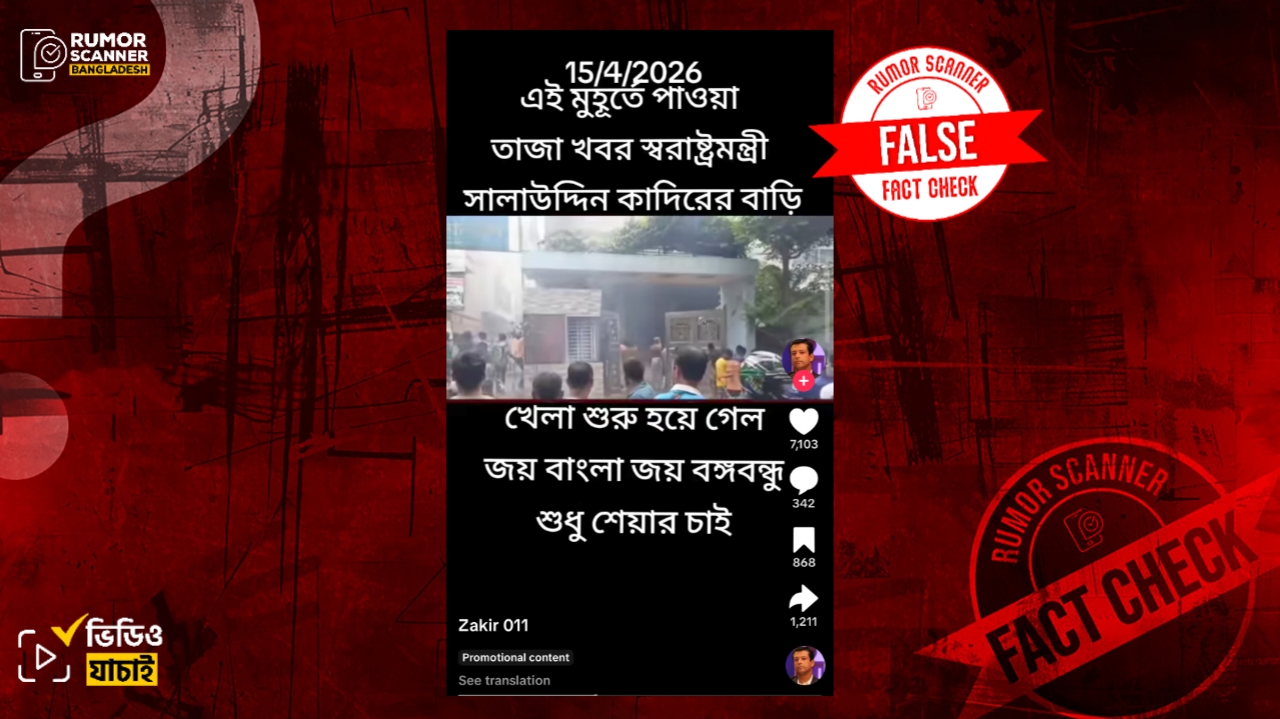 RUMOR
SCANNER
BANGLADESH
15/4/2026
এই মুহূর্তে পাওয়া
তাজা খবর স্বরাষ্ট্রমন্ত্রী
সালাউদ্দিন কাদিরের বাড়ি
খেলা শুরু হয়ে গেল
জয় বাংলা জয় বঙ্গবন্ধু
শুধু শেয়ার চাই
7,103
342
868
1,211
Zakir 011
Promotional content
See translation
RUMOR SCANNER
FALSE
FACT CHECK
RUMOR SCANNER
FACT CHECK
ভিডিও
যাচাই